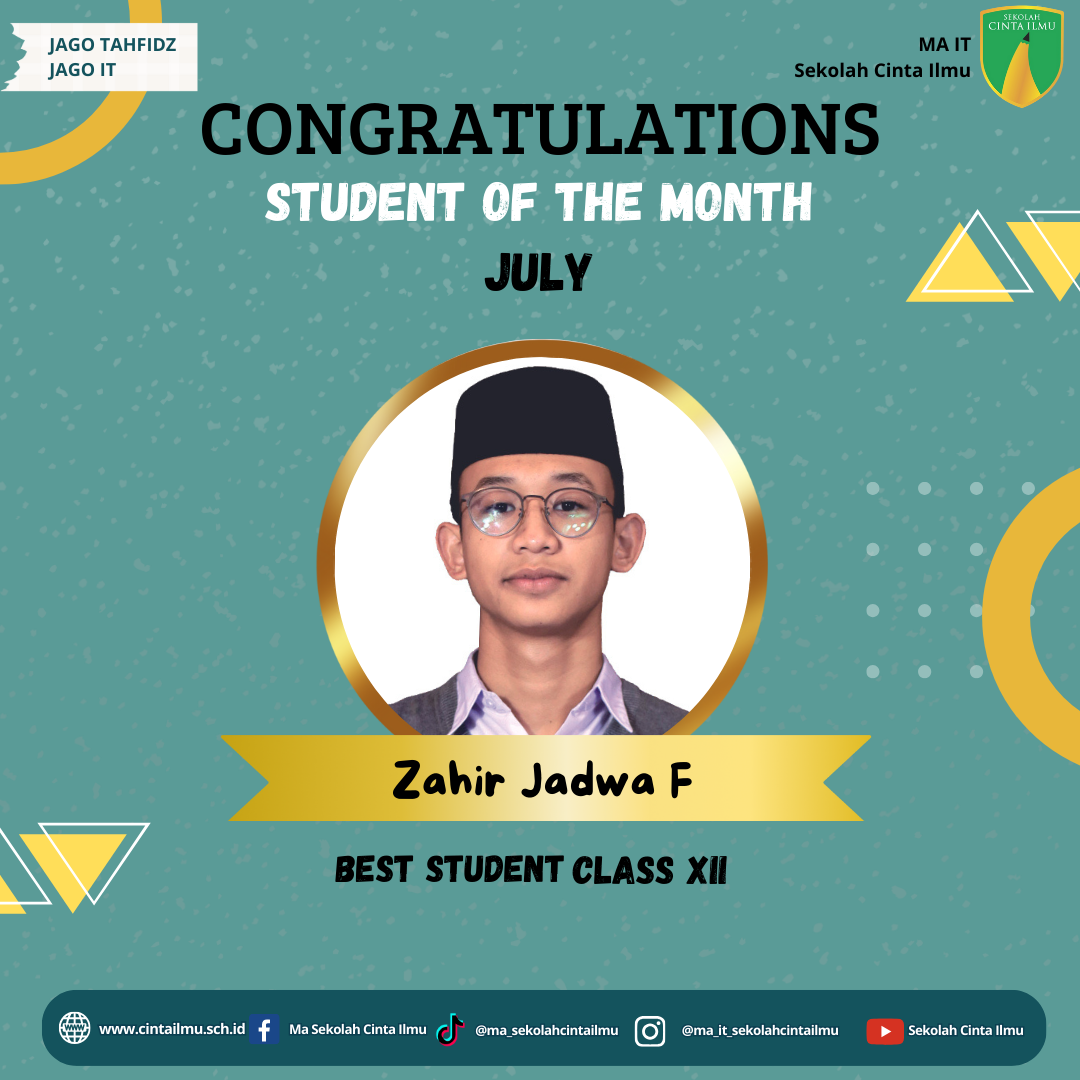 JAGO TAHFIDZ
JAGO IT
MA IT
Sekolah Cinta Ilmu
SEKOLAH
CINTA ILMU
CONGRATULATIONS
STUDENT OF THE MONTH
JULY
Zahir Jadwa F
BEST STUDENT CLASS XII
www.cintailmu.sch.id Ma Sekolah Cinta Ilmu @ma_sekolahcintailmu @ma_it_sekolahcintailmu Sekolah Cinta Ilmu